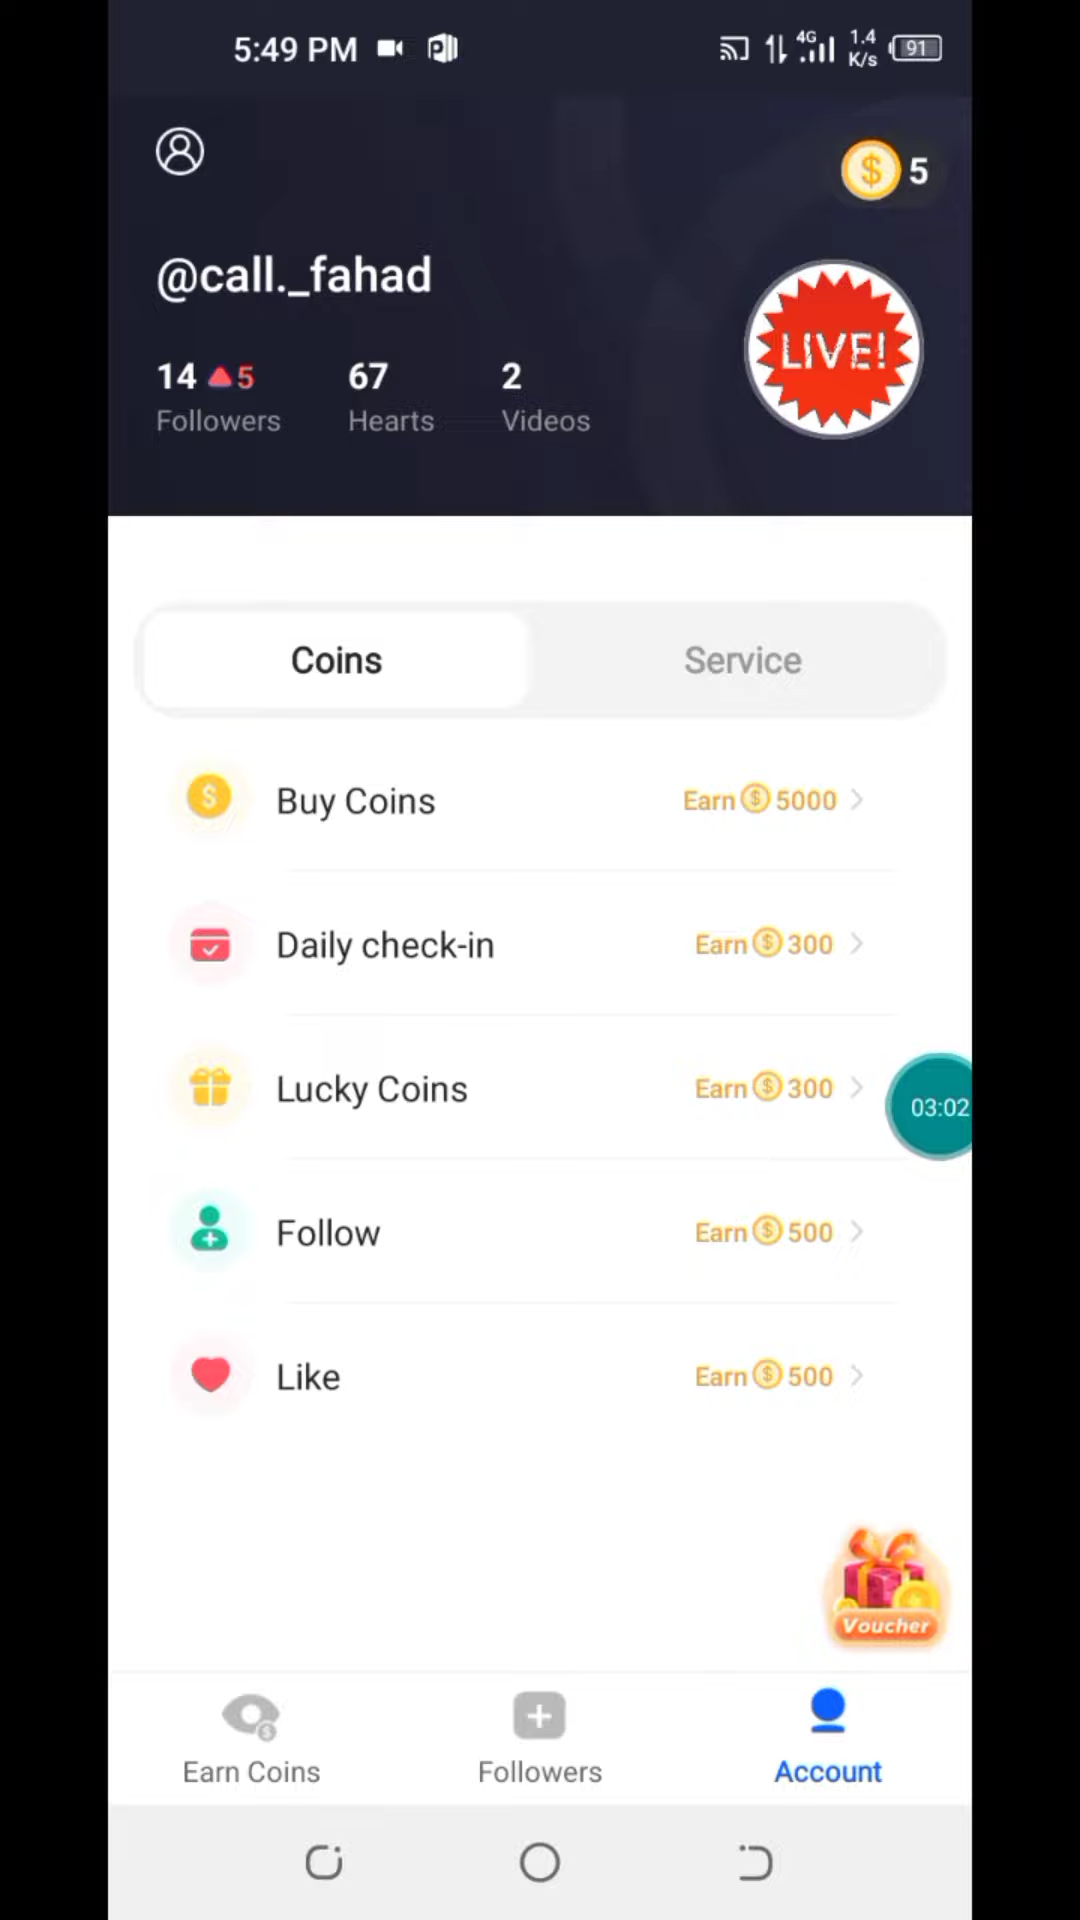 5:49 PM
4G
1.4
K/s
91
5
@call._fahad
LIVE!
14 5
67
2
Followers
Hearts
Videos
Coins
Service
Buy Coins
Earn $ 5000
Daily check-in
Earn $ 300
Lucky Coins
Earn $ 300
03:02
Follow
Earn $ 500
Like
Earn $ 500
Voucher
Earn Coins
Followers
Account